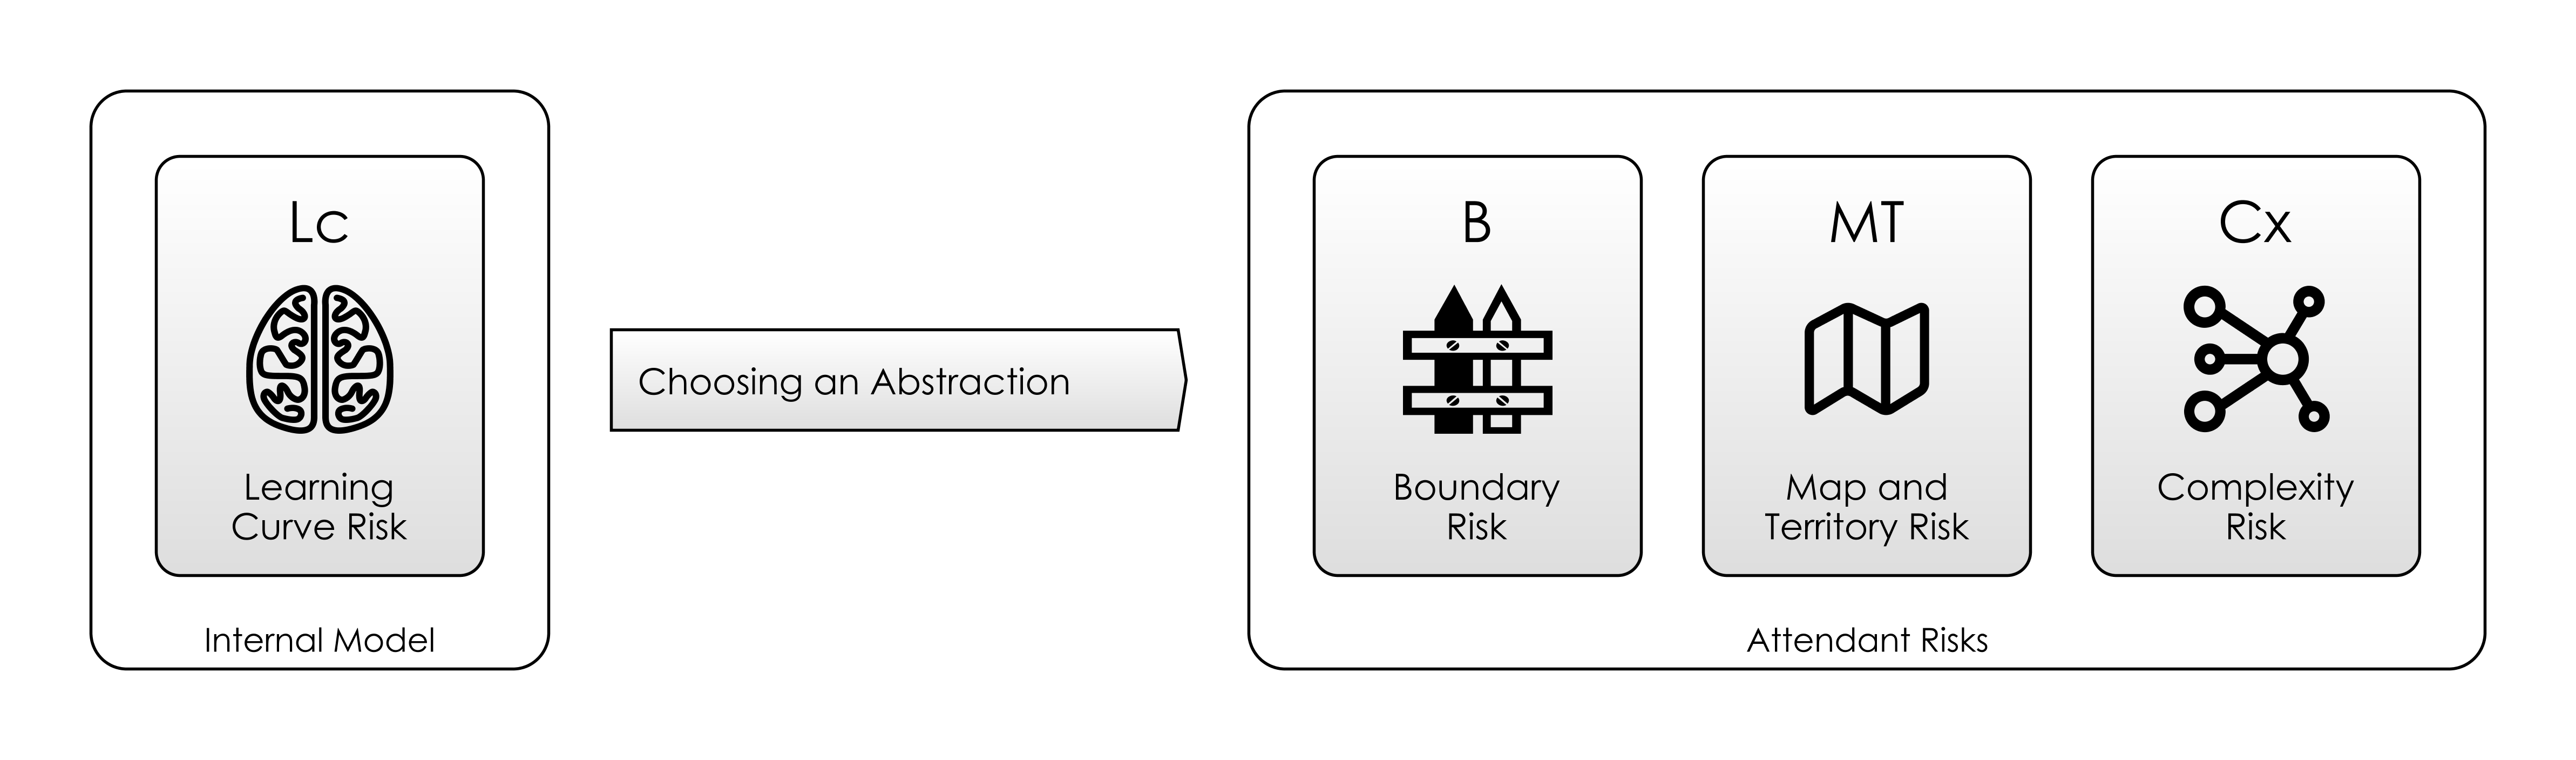 Lc
Learning
Curve Risk
Internal Model
Choosing an Abstraction
B
Boundary
Risk
MT
Map and
Territory Risk
Cx
Complexity
Risk
Attendant Risks